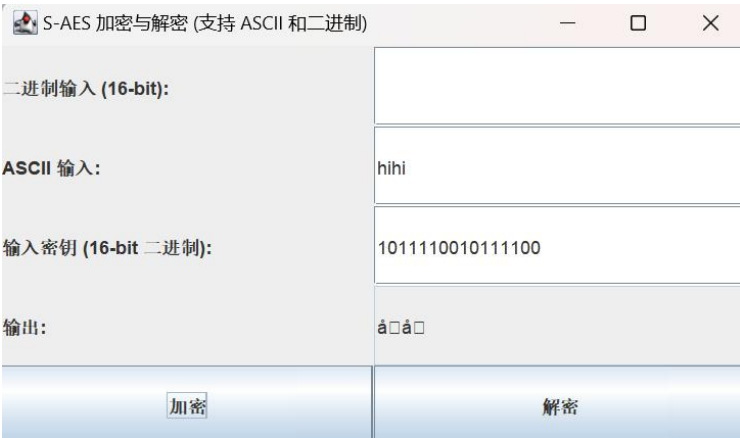 S-AES 加密与解密 (支持 ASCII 和二进制)
二进制输入 (16-bit):
ASCII 输入:
hihi
输入密钥 (16-bit 二进制):
1011110010111100
输出:
å□å□
加密
解密